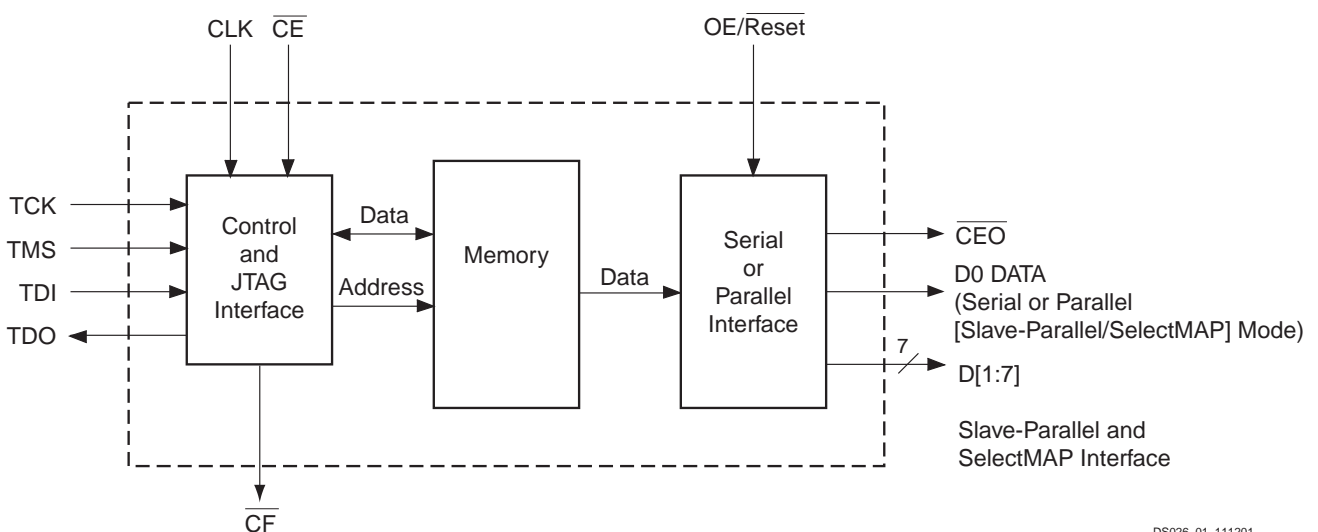 CLK
CE
OE/Reset
TCK
TMS
TDI
TDO
Control
and
JTAG
Interface
Data
Address
Memory
Data
Serial
or
Parallel
Interface
CEO
D0 DATA
(Serial or Parallel
[Slave-Parallel/SelectMAP] Mode)
7
D[1:7]
Slave-Parallel and
SelectMAP Interface
CF
DS026_01_111201